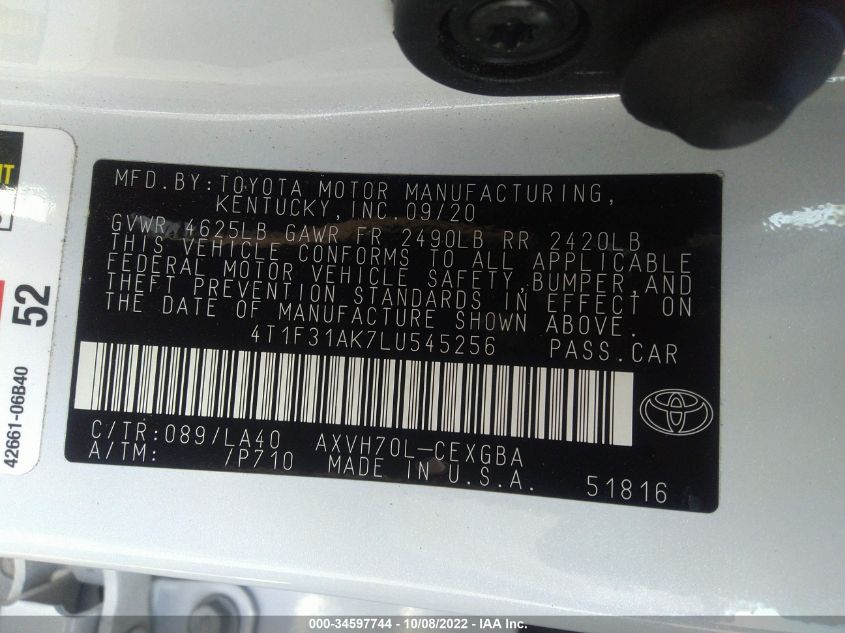 MFD.BY:TOYOTA MOTOR MANUFACTURING,
KENTUCKY,INC. 09/20
GVWR 4625LB GAWR FR 2490LB RR 2420LB
THIS VEHICLE CONFORMS TO ALL APPLICABLE
FEDERAL MOTOR VEHICLE SAFETY,BUMPER,AND
THEFT PREVENTION STANDARDS IN EFFECT ON
THE DATE OF MANUFACTURE SHOWN ABOVE.
4T1F31AK7LU545256 PASS.CAR
C/TR:089/LA40 AXVH70L-CEXGBA
A/TM: /P710 MADE IN U.S.A. 51816
52
42661-06B40
000-34597744 - 10/08/2022 - IAA Inc.